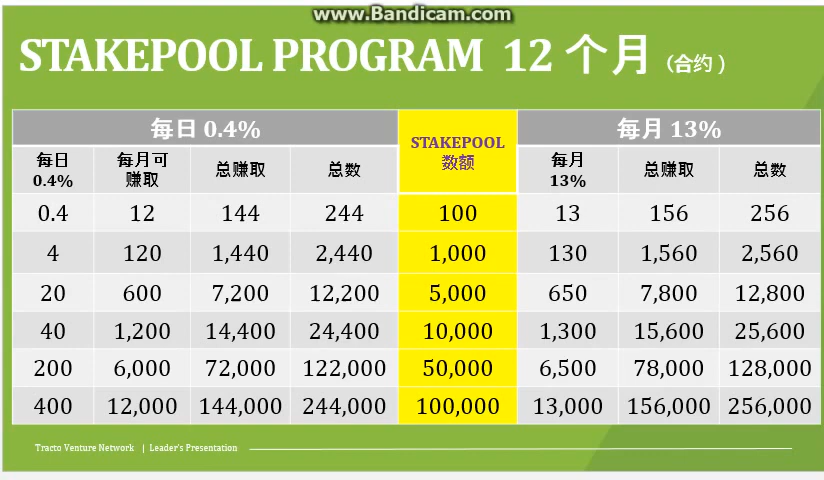 www.Bandicam.com
STAKEPOOL PROGRAM 12 个月 (合约)
每日 0.4% STAKEPOOL 数额 每月 13%
每日 0.4% 每月可赚取 总赚取 总数 每月 13% 总赚取 总数
0.4 12 144 244 100 13 156 256
4 120 1,440 2,440 1,000 130 1,560 2,560
20 600 7,200 12,200 5,000 650 7,800 12,800
40 1,200 14,400 24,400 10,000 1,300 15,600 25,600
200 6,000 72,000 122,000 50,000 6,500 78,000 128,000
400 12,000 144,000 244,000 100,000 13,000 156,000 256,000
Tracto Venture Network | Leader's Presentation